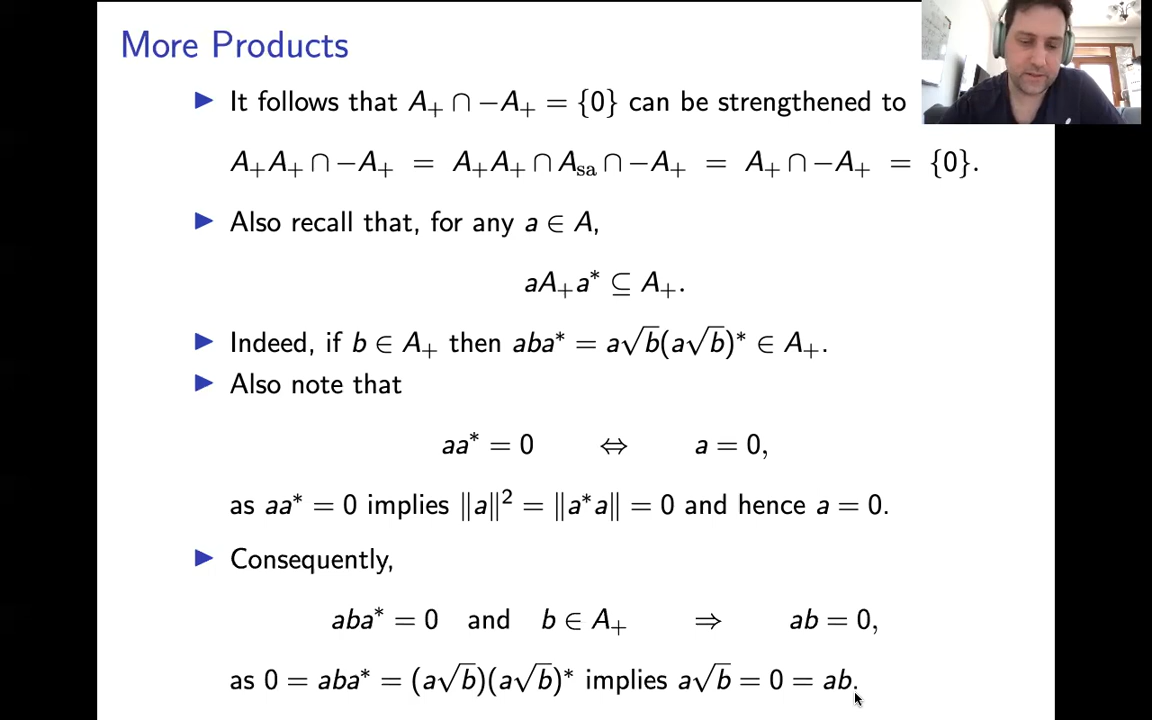 More Products
▶ It follows that A₊ ∩ −A₊ = {0} can be strengthened to
A₊A₊ ∩ −A₊ = A₊A₊ ∩ Aₛₐ ∩ −A₊ = A₊ ∩ −A₊ = {0}.
▶ Also recall that, for any a ∈ A,
aA₊a* ⊆ A₊.
▶ Indeed, if b ∈ A₊ then aba* = a√b(a√b)* ∈ A₊.
▶ Also note that
aa* = 0 ⇔ a = 0,
as aa* = 0 implies ‖a‖² = ‖a*a‖ = 0 and hence a = 0.
▶ Consequently,
aba* = 0 and b ∈ A₊ ⇒ ab = 0,
as 0 = aba* = (a√b)(a√b)* implies a√b = 0 = ab.